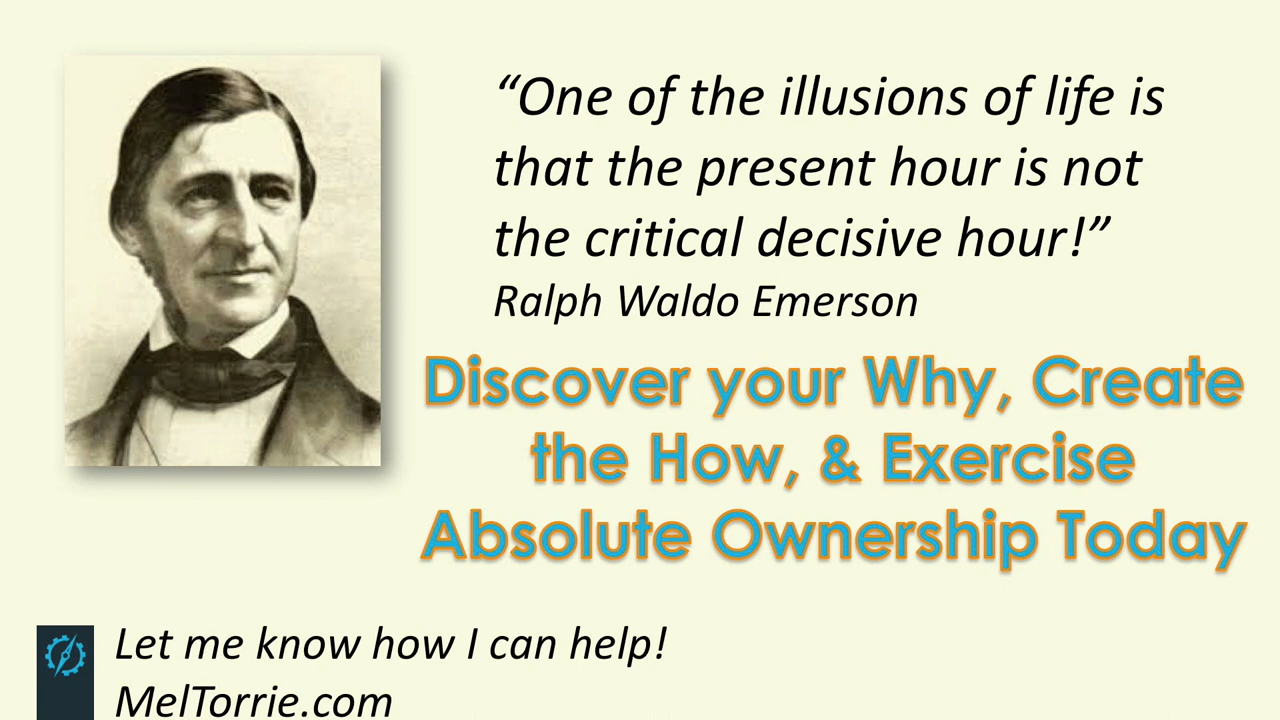 “One of the illusions of life is
that the present hour is not
the critical decisive hour!”
Ralph Waldo Emerson
Discover your Why, Create
the How, & Exercise
Absolute Ownership Today
Let me know how I can help!
MelTorrie.com